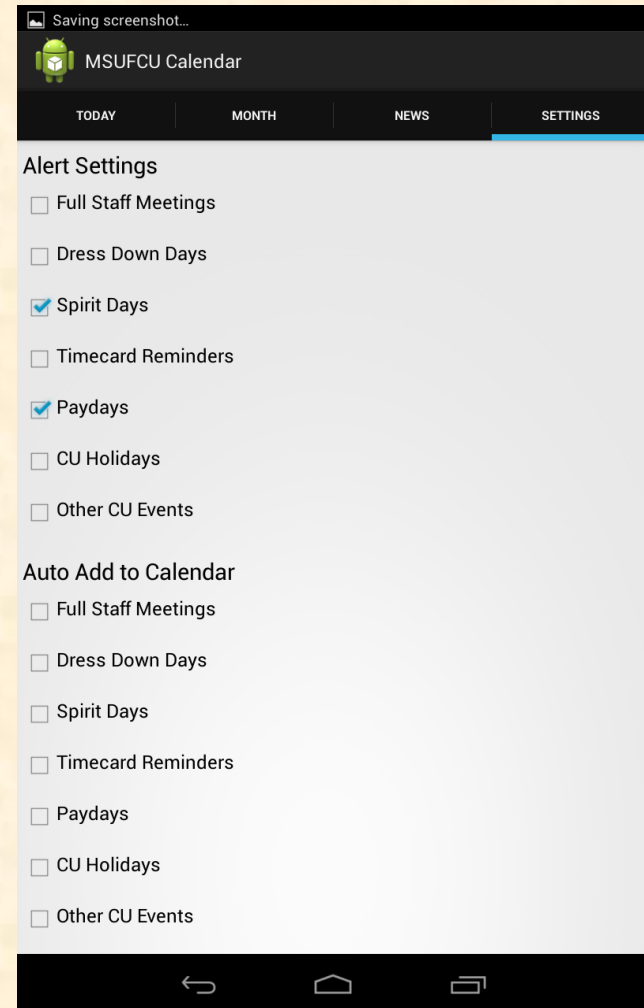 Saving screenshot...
MSUFCU Calendar
TODAY MONTH NEWS SETTINGS
Alert Settings
Full Staff Meetings
Dress Down Days
Spirit Days
Timecard Reminders
Paydays
CU Holidays
Other CU Events
Auto Add to Calendar
Full Staff Meetings
Dress Down Days
Spirit Days
Timecard Reminders
Paydays
CU Holidays
Other CU Events